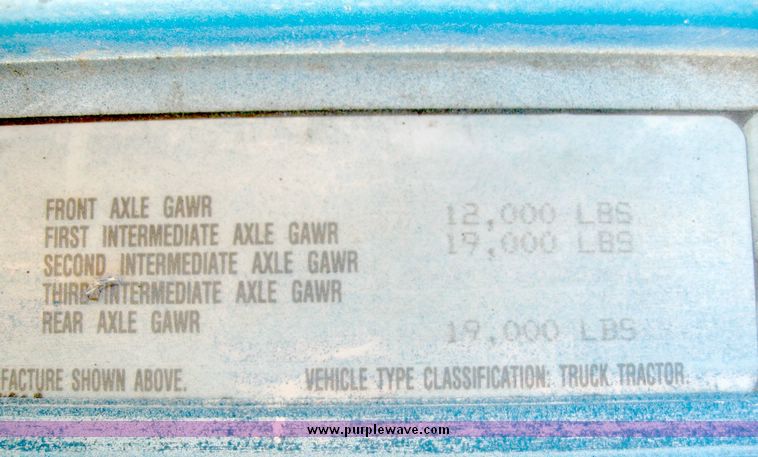 FRONT AXLE GAWR 12,000 LBS
FIRST INTERMEDIATE AXLE GAWR 19,000 LBS
SECOND INTERMEDIATE AXLE GAWR
THIRD INTERMEDIATE AXLE GAWR
REAR AXLE GAWR 19,000 LBS
FACTURE SHOWN ABOVE. VEHICLE TYPE CLASSIFICATION: TRUCK TRACTOR.
www.purplewave.com